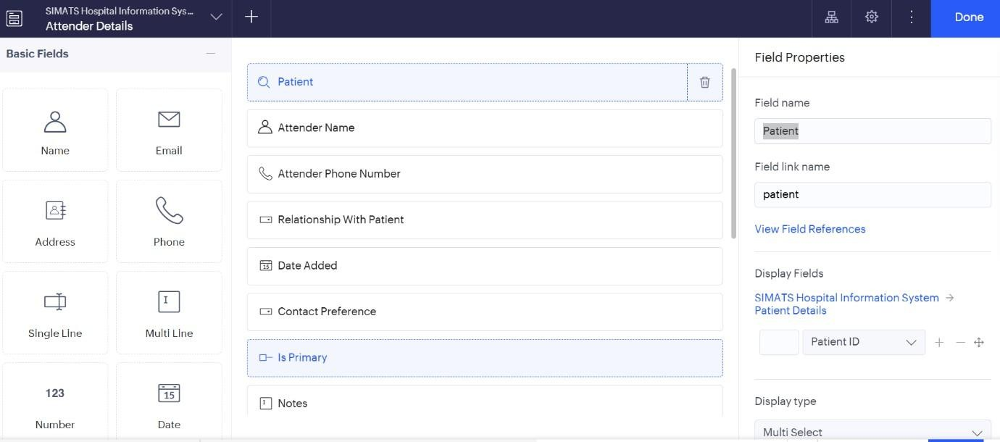 SIMATS Hospital Information Sys...
Attender Details
Done
Basic Fields
Name
Email
Address
Phone
Single Line
Multi Line
123
Number
15
Date
Patient
Attender Name
Attender Phone Number
Relationship With Patient
15
Date Added
Contact Preference
Is Primary
Notes
Field Properties
Field name
Patient
Field link name
patient
View Field References
Display Fields
SIMATS Hospital Information System
Patient Details
Patient ID
Display type
Multi Select